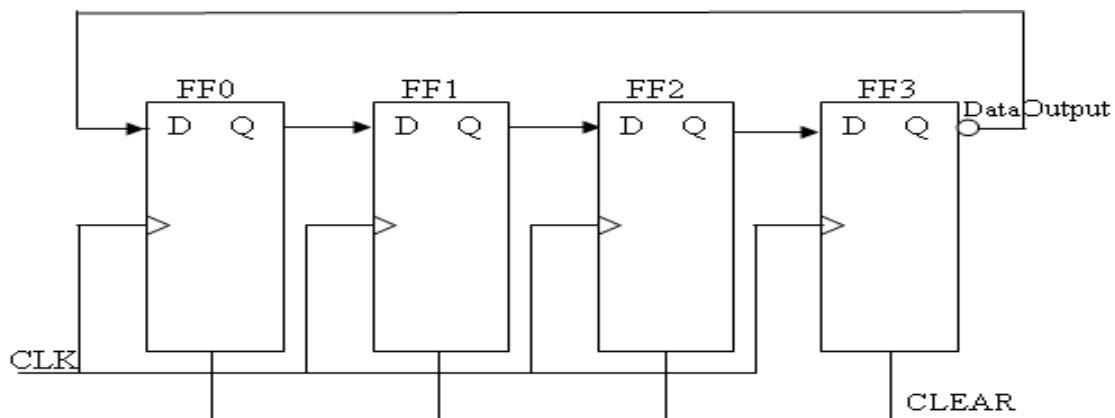 FF0 FF1 FF2 FF3
D Q D Q D Q D Q Data Output
CLK
CLEAR